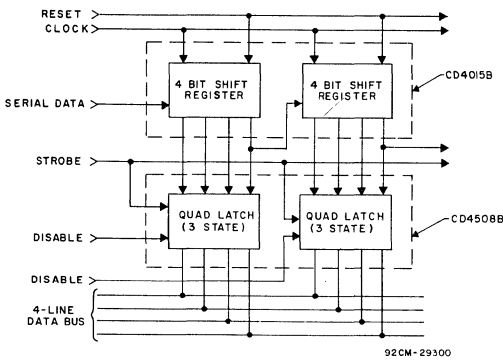 RESET
CLOCK
4 BIT SHIFT
REGISTER
4 BIT SHIFT
REGISTER
CD4015B
SERIAL DATA
STROBE
QUAD LATCH
(3 STATE)
QUAD LATCH
(3 STATE)
CD4508B
DISABLE
DISABLE
4-LINE
DATA BUS
92CM-29300